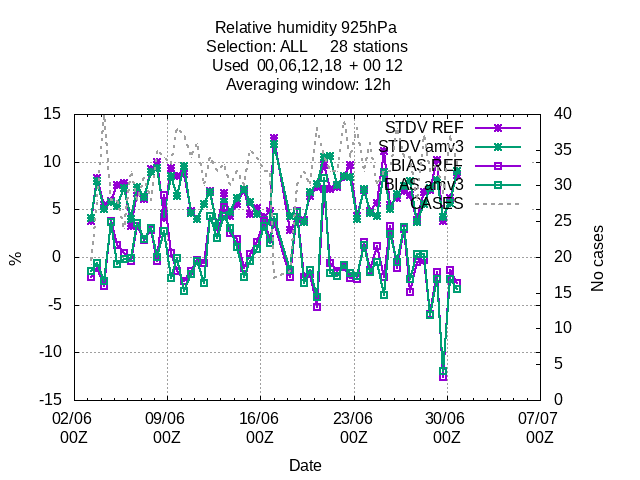 Relative humidity 925hPa
Selection: ALL 28 stations
Used 00,06,12,18 + 00 12
Averaging window: 12h
15
10
5
0
-5
-10
-15
%
40
35
30
25
20
15
10
5
0
No cases
STDV REF
STDV amv3
BIAS REF
BIAS amv3
CASES
02/06 09/06 16/06 23/06 30/06 07/07
00Z 00Z 00Z 00Z 00Z 00Z
Date